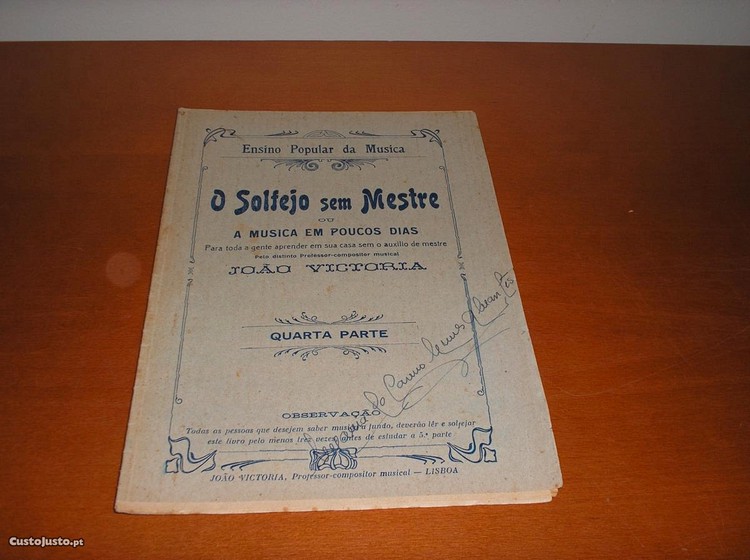 Ensino Popular da Musica
O Solfejo sem Mestre
OU
A MUSICA EM POUCOS DIAS
Para toda a gente aprender em sua casa sem o auxilio de mestre
Pelo distinto Professor-compositor musical
JOÃO VICTORIA
QUARTA PARTE
do Carmo
OBSERVAÇÃO
Todas as pessoas que desejem saber musica a fundo, deverão lêr e solfejar
este livro pelo menos trez vezes antes de estudar a 5.ª parte
JOÃO VICTORIA, Professor-compositor musical — LISBOA
CustoJusto.pt